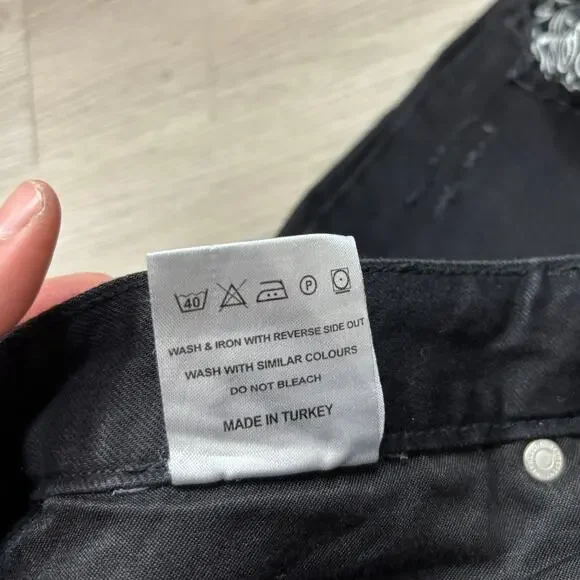 40 P
WASH & IRON WITH REVERSE SIDE OUT
WASH WITH SIMILAR COLOURS
DO NOT BLEACH
MADE IN TURKEY